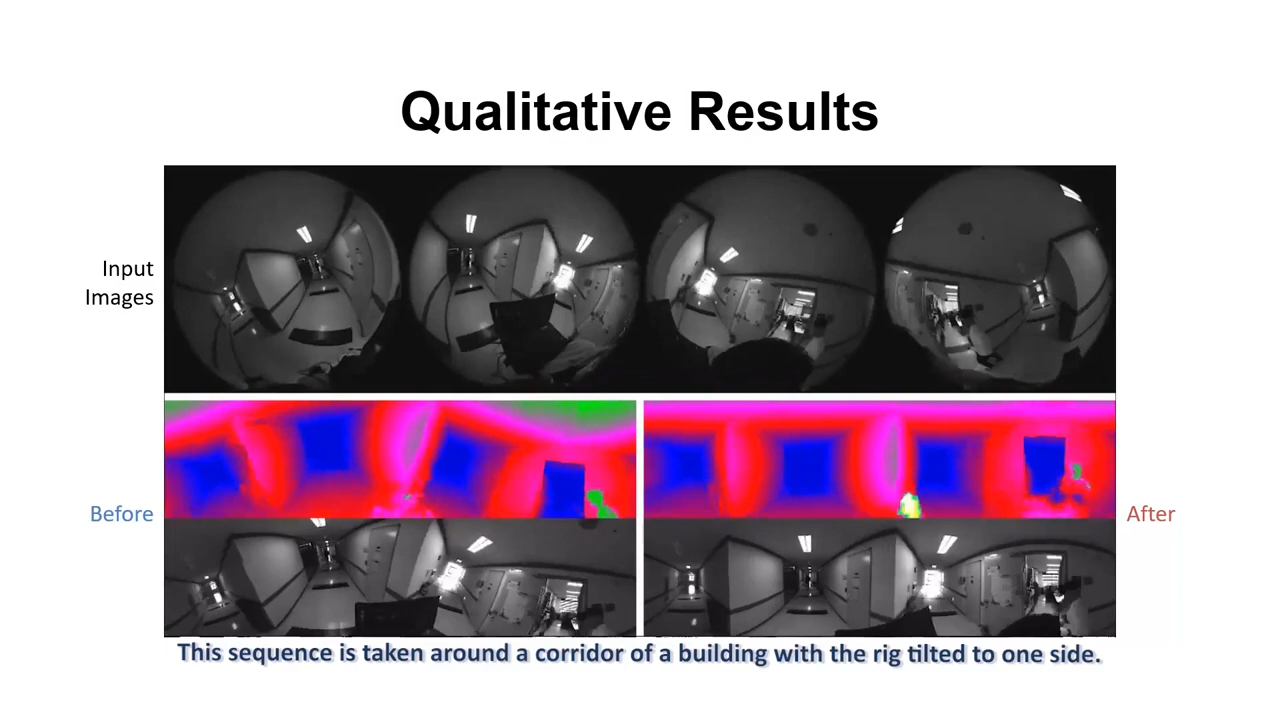 Qualitative Results
Input
Images
Before
After
This sequence is taken around a corridor of a building with the rig tilted to one side.